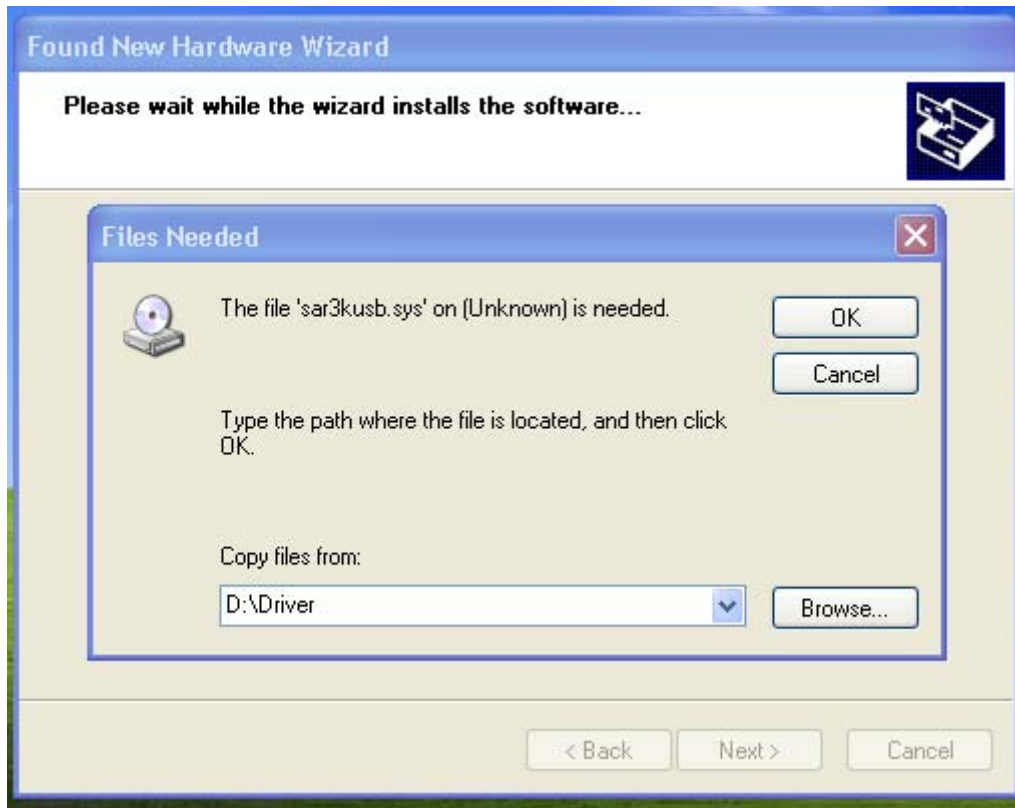 Found New Hardware Wizard
Please wait while the wizard installs the software...
Files Needed
The file 'sar3kusb.sys' on (Unknown) is needed.
OK
Cancel
Type the path where the file is located, and then click
OK.
Copy files from:
D:\Driver
Browse...
< Back
Next >
Cancel